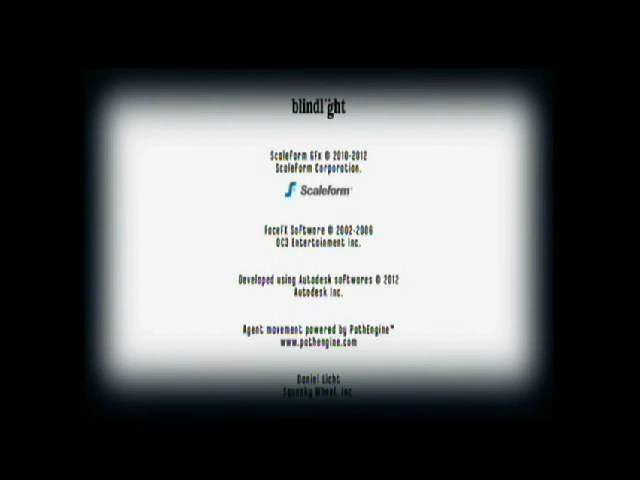 blindlight
Scaleform Gfx © 2010-2012
Scaleform Corporation.
Scaleform
FaceFX Software © 2002-2006
OC3 Entertainment Inc.
Developed using Autodesk softwares © 2012
Autodesk Inc.
Agent movement powered by PathEngine™
www.pathengine.com
Daniel Licht
Squeaky Wheel, Inc